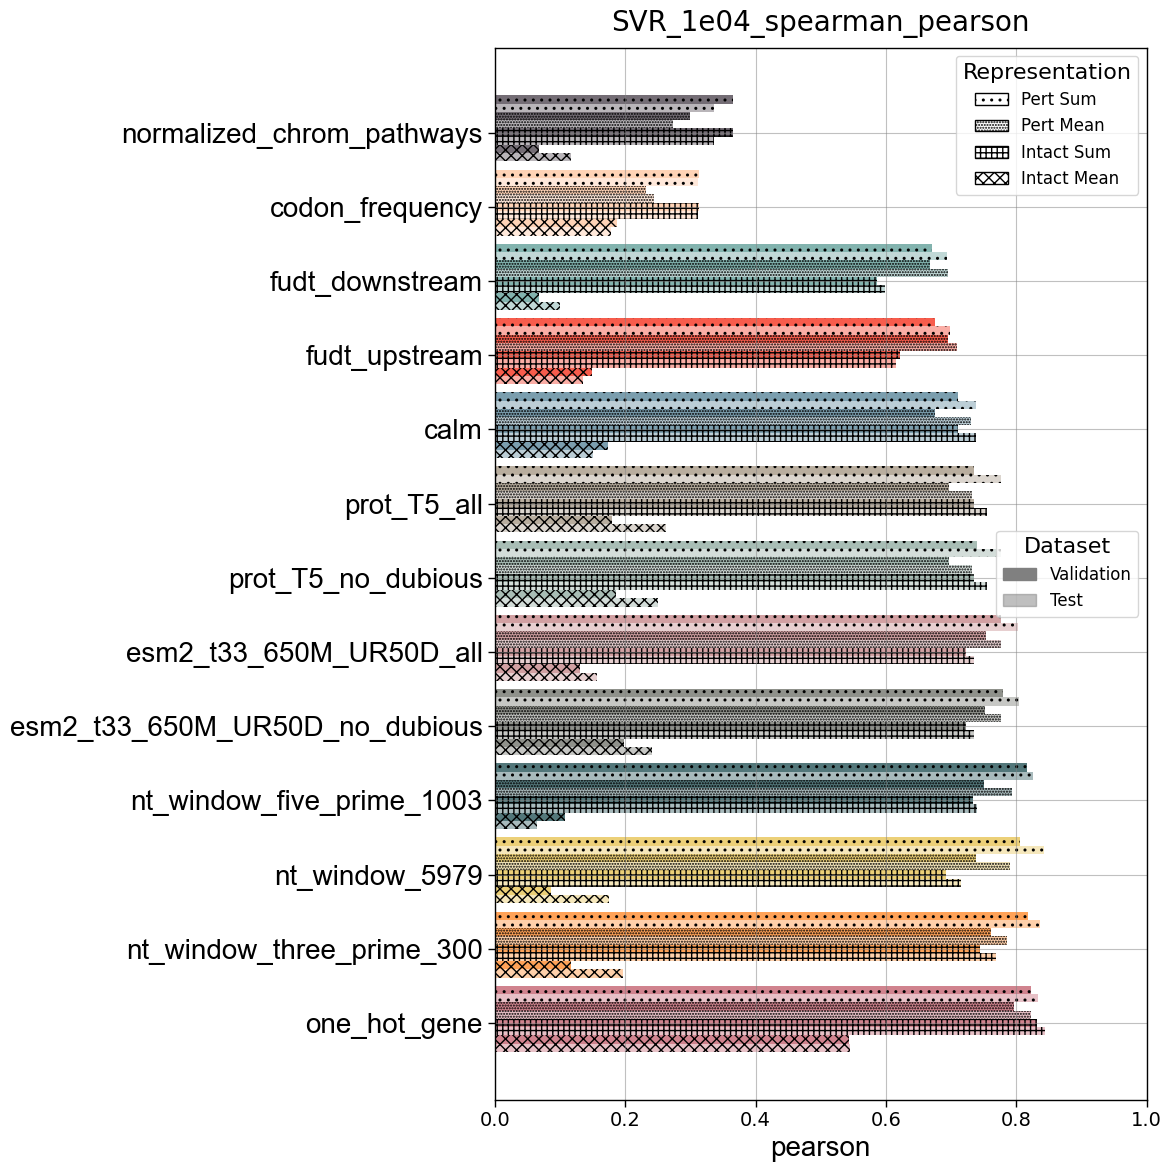 SVR_1e04_spearman_pearson
Representation
Pert Sum
Pert Mean
Intact Sum
Intact Mean
normalized_chrom_pathways
codon_frequency
fudt_downstream
fudt_upstream
calm
prot_T5_all
Dataset
Validation
Test
prot_T5_no_dubious
esm2_t33_650M_UR50D_all
esm2_t33_650M_UR50D_no_dubious
nt_window_five_prime_1003
nt_window_5979
nt_window_three_prime_300
one_hot_gene
0.0 0.2 0.4 0.6 0.8 1.0
pearson